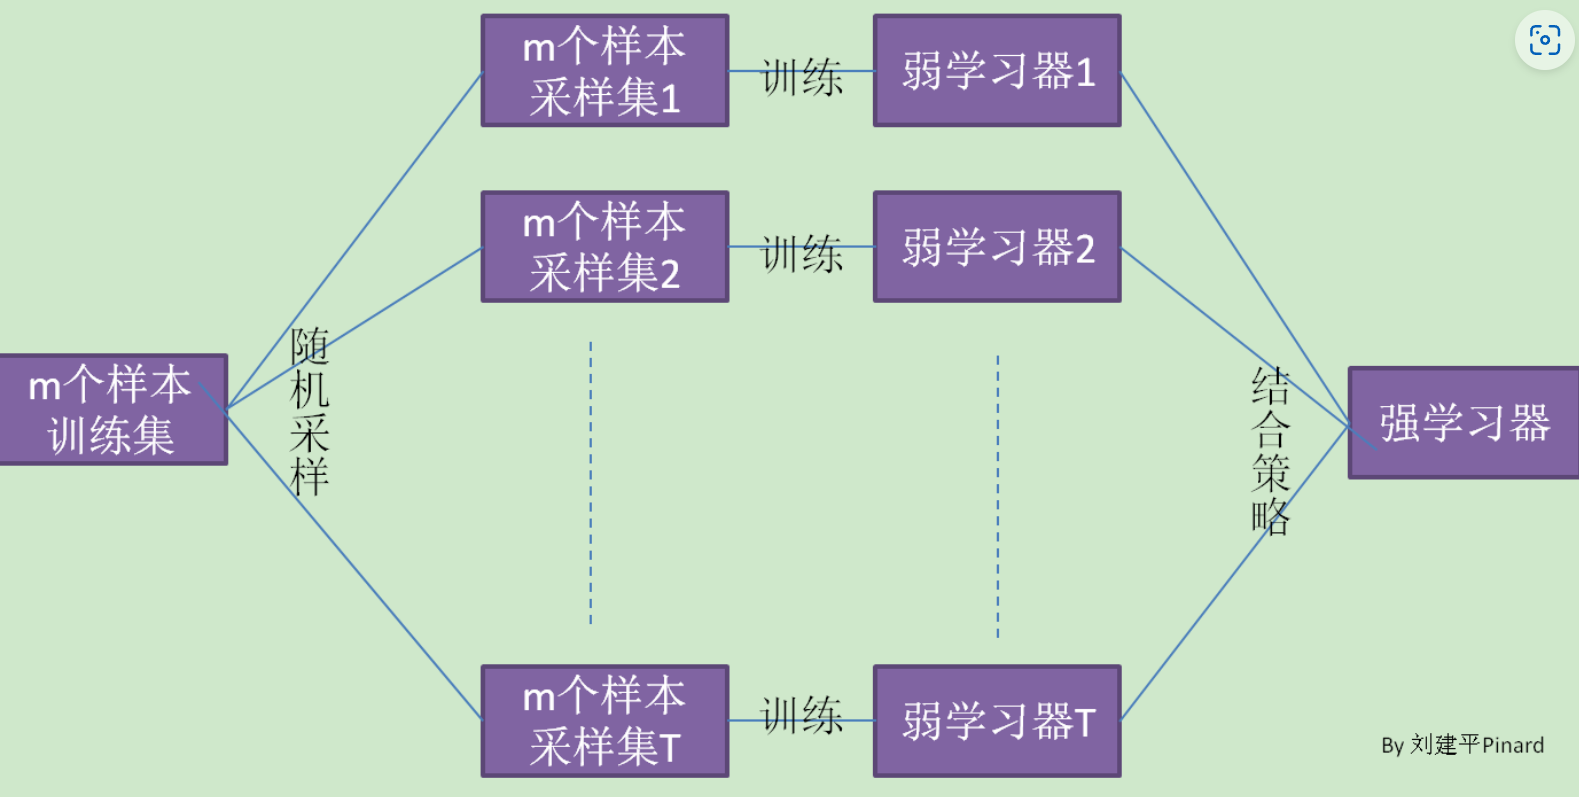 m个样本
采样集1
训练
弱学习器1
m个样本
采样集2
训练
弱学习器2
m个样本
训练集
随机采样
结合策略
强学习器
m个样本
采样集T
训练
弱学习器T
By 刘建平Pinard